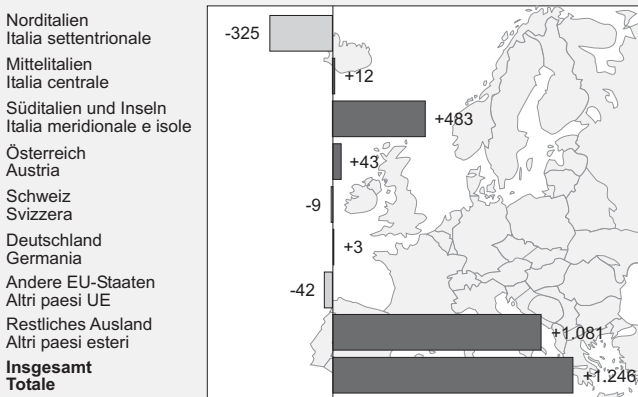 Norditalien
Italia settentrionale
-325
Mittelitalien
Italia centrale
+12
Süditalien und Inseln
Italia meridionale e isole
+483
Österreich
Austria
+43
Schweiz
Svizzera
-9
Deutschland
Germania
+3
Andere EU-Staaten
Altri paesi UE
-42
Restliches Ausland
Altri paesi esteri
+1.081
Insgesamt
Totale
+1.246